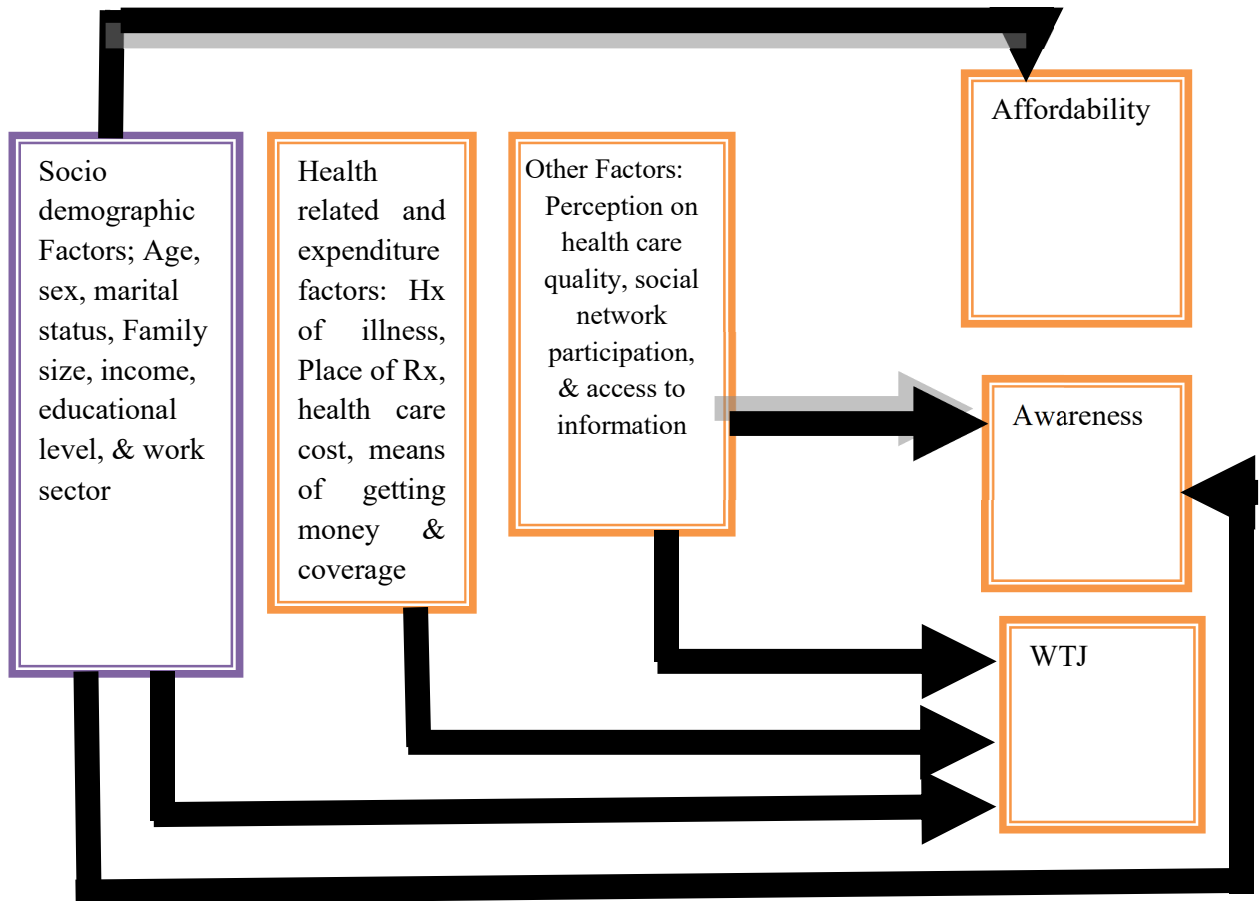 Socio
demographic
Factors; Age,
sex, marital
status, Family
size, income,
educational
level, & work
sector
Health
related and
expenditure
factors: Hx
of illness,
Place of Rx,
health care
cost, means
of getting
money &
coverage
Other Factors:
Perception on
health care
quality, social
network
participation,
& access to
information
Affordability
Awareness
WTJ